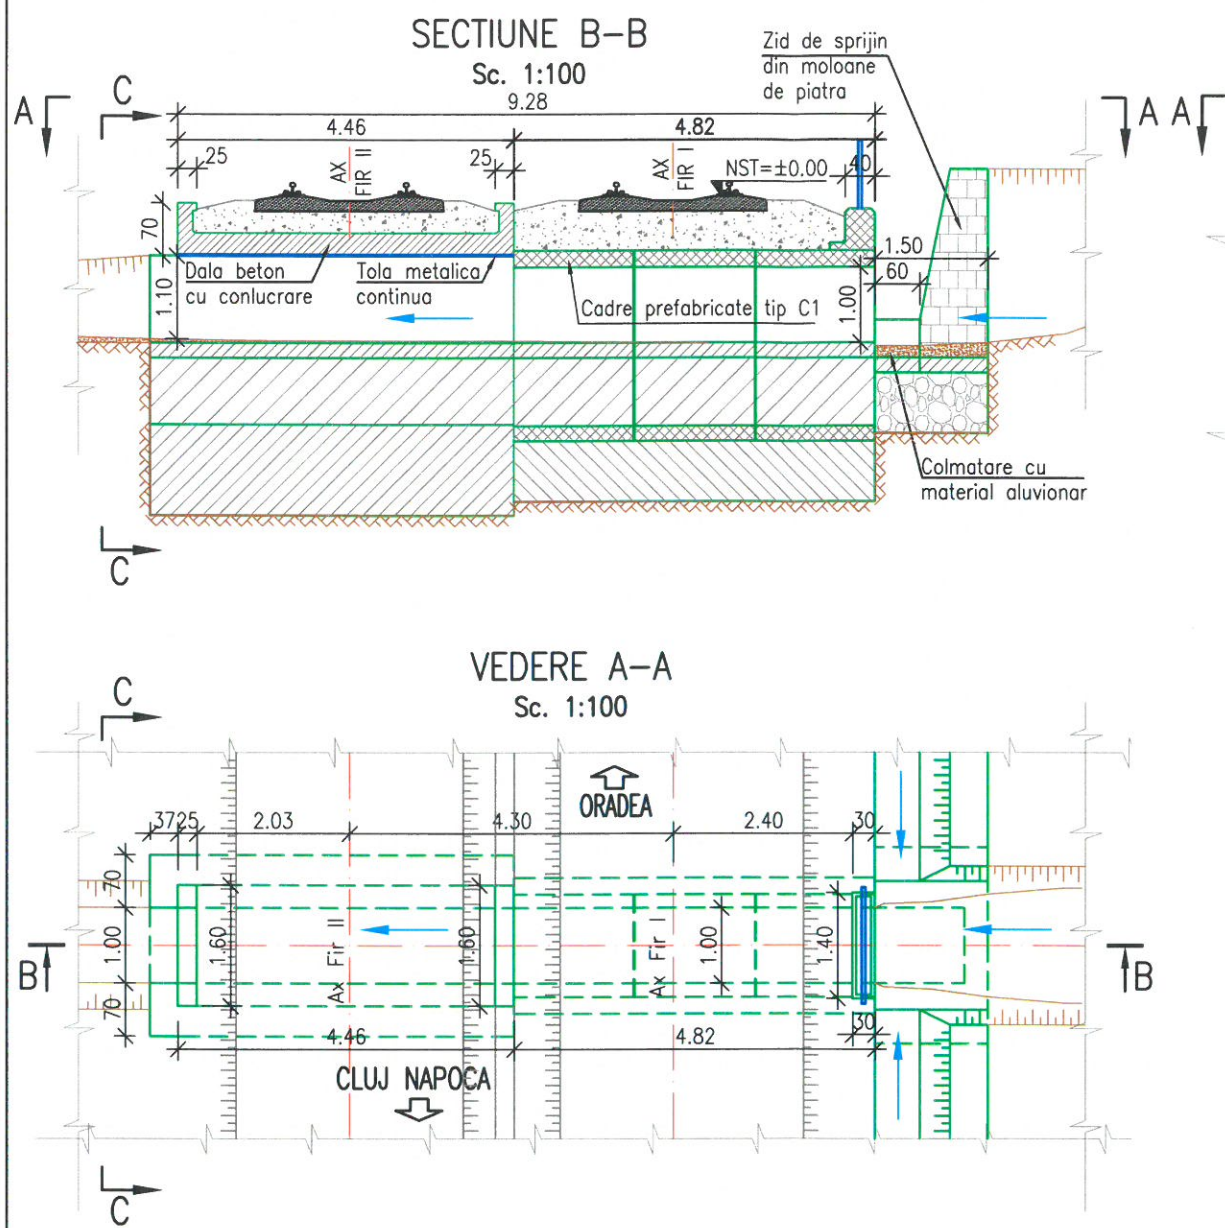 SECTIUNE B-B
Sc. 1:100
Zid de sprijin
din moloane
de piatra
A
C
9.28
A
A
4.46
4.82
25
AX
FIR II
25
AX
FIR I
NST=±0.00
40
70
1.50
Dala beton
cu conlucrare
Tola metalica
continua
60
1.10
Cadre prefabricate tip C1
1.00
Colmatare cu
material aluvionar
C
VEDERE A-A
Sc. 1:100
C
ORADEA
37
25
2.03
4.30
2.40
30
70
1.00
70
1.60
Ax Fir II
1.60
Ax Fir I
1.00
1.40
B
B
4.46
4.82
30
CLUJ NAPOCA
C